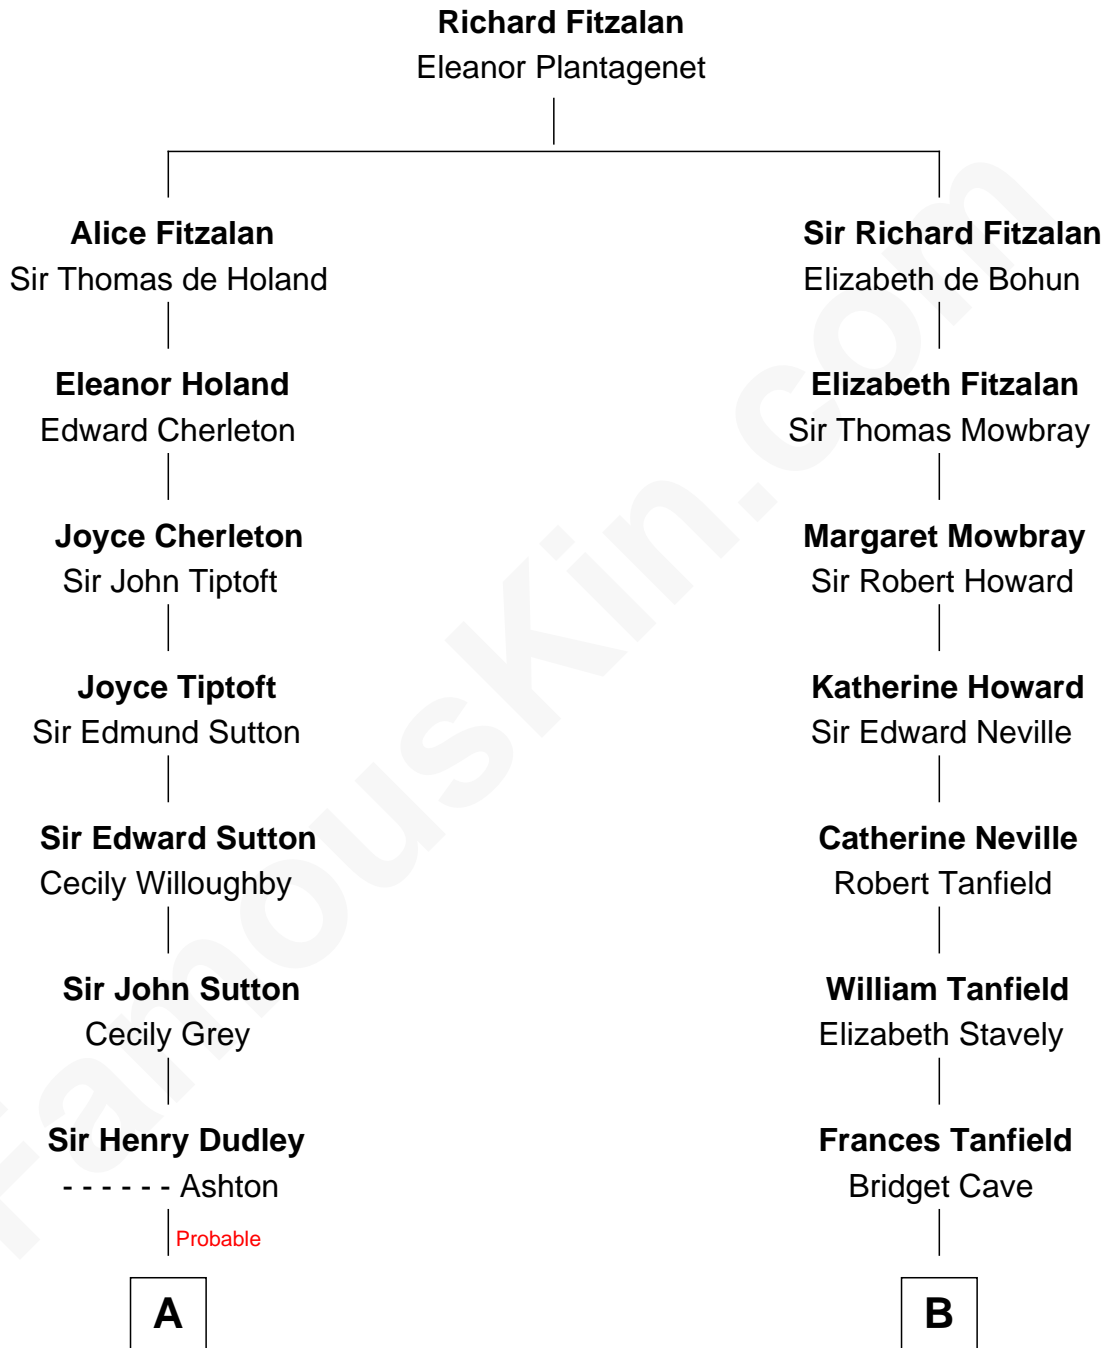 Richard Fitzalan
Eleanor Plantagenet
Alice Fitzalan
Sir Thomas de Holand
Sir Richard Fitzalan
Elizabeth de Bohun
Eleanor Holand
Edward Cherleton
Elizabeth Fitzalan
Sir Thomas Mowbray
Joyce Cherleton
Sir John Tiptoft
Margaret Mowbray
Sir Robert Howard
Joyce Tiptoft
Sir Edmund Sutton
Katherine Howard
Sir Edward Neville
Sir Edward Sutton
Cecily Willoughby
Catherine Neville
Robert Tanfield
Sir John Sutton
Cecily Grey
William Tanfield
Elizabeth Stavely
Sir Henry Dudley
- - - - - - Ashton
Frances Tanfield
Bridget Cave
Probable
A
B
FamousKin.com